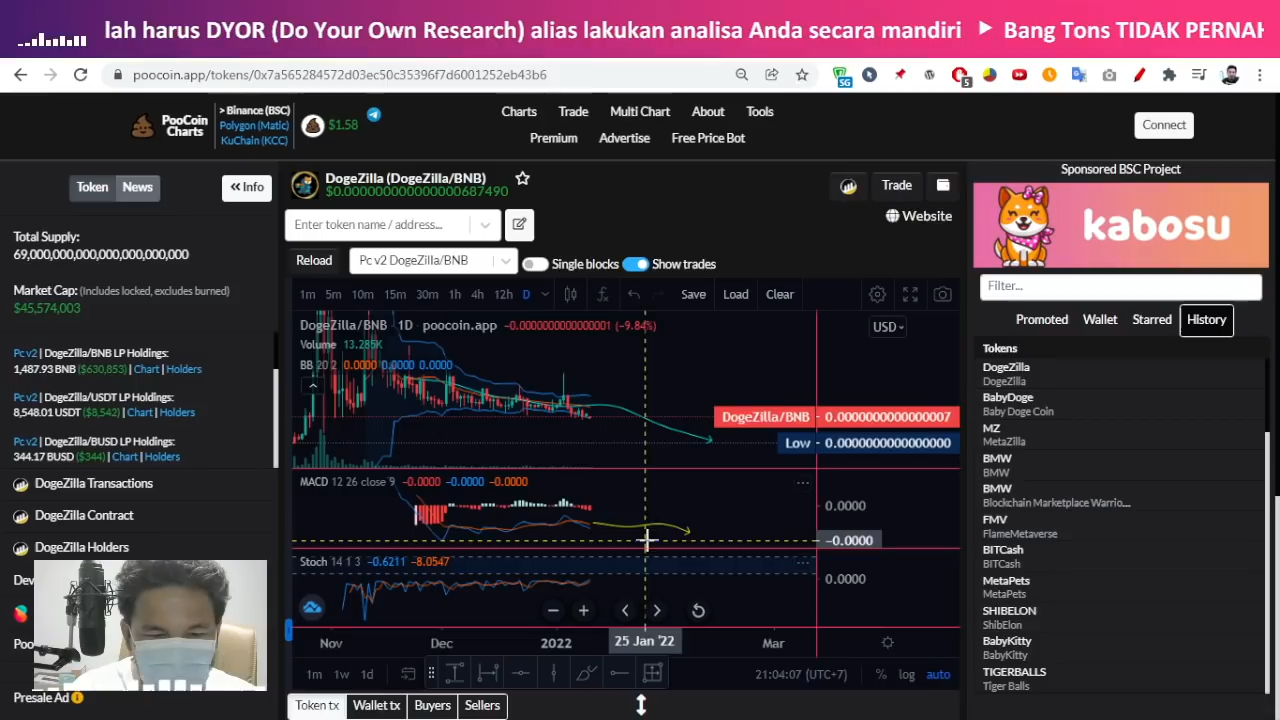 lah harus DYOR (Do Your Own Research) alias lakukan analisa Anda secara mandiri ▶ Bang Tons TIDAK PERNAH
poocoin.app/tokens/0x7a565284572d03ec50c35396f7d6001252eb43b6
SG
5
PooCoin
Charts
> Binance (BSC)
Polygon (Matic)
KuChain (KCC)
$1.58
Charts Trade Multi Chart About Tools
Premium Advertise Free Price Bot
Connect
Token News
« Info
Total Supply:
69,000,000,000,000,000,000,000
Market Cap: (Includes locked, excludes burned)
$45,574,003
Pc v2 | DogeZilla/BNB LP Holdings:
1,487.93 BNB ($630,853) | Chart | Holders
Pc v2 | DogeZilla/USDT LP Holdings:
8,548.01 USDT ($8,542) | Chart | Holders
Pc v2 | DogeZilla/BUSD LP Holdings:
344.17 BUSD ($344) | Chart | Holders
DogeZilla Transactions
DogeZilla Contract
DogeZilla Holders
Dev
Poo
Presale Ad
DogeZilla (DogeZilla/BNB)
Trade
Website
Enter token name / address...
Reload
Pc v2 DogeZilla/BNB
Single blocks
Show trades
1m 5m 10m 15m 30m 1h 4h 12h D
Save Load Clear
DogeZilla/BNB · 1D · poocoin.app −0.0000000000000001 (−9.84%)
USD
Volume 13.285K
BB 20 2 0.0000 0.0000 0.0000
DogeZilla/BNB - 0.0000000000000007
Low - 0.0000000000000000
MACD 12 26 close 9 −0.0000 −0.0000 −0.0000
0.0000
−0.0000
Stoch 14 1 3 −0.6211 −8.0547
0.0000
Nov Dec 2022 25 Jan '22 Mar
1m 1w 1d
21:04:07 (UTC+7) % log auto
Token tx Wallet tx Buyers Sellers
Sponsored BSC Project
kabosu
Filter...
Promoted Wallet Starred History
Tokens
DogeZilla
DogeZilla
BabyDoge
Baby Doge Coin
MZ
MetaZilla
BMW
BMW
BMW
Blockchain Marketplace Warrio...
FMV
FlameMetaverse
BITCash
BITCash
MetaPets
MetaPets
SHIBELON
ShibElon
BabyKitty
BabyKitty
TIGERBALLS
Tiger Balls